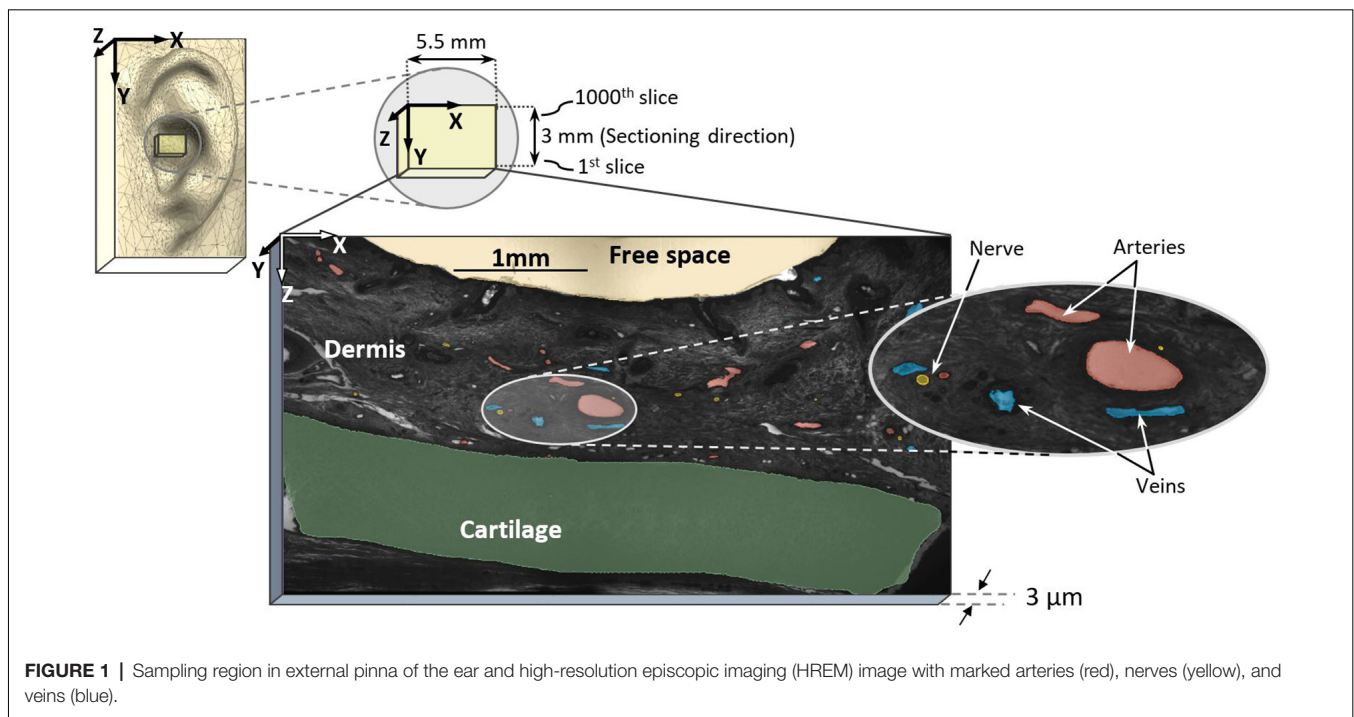 Z
X
Y
5.5 mm
1000th slice
X
Z
3 mm (Sectioning direction)
Y
1st slice
X
Y
Z
1mm
Free space
Nerve
Arteries
Dermis
Veins
Cartilage
3 µm
FIGURE 1 | Sampling region in external pinna of the ear and high-resolution episcopic imaging (HREM) image with marked arteries (red), nerves (yellow), and
veins (blue).